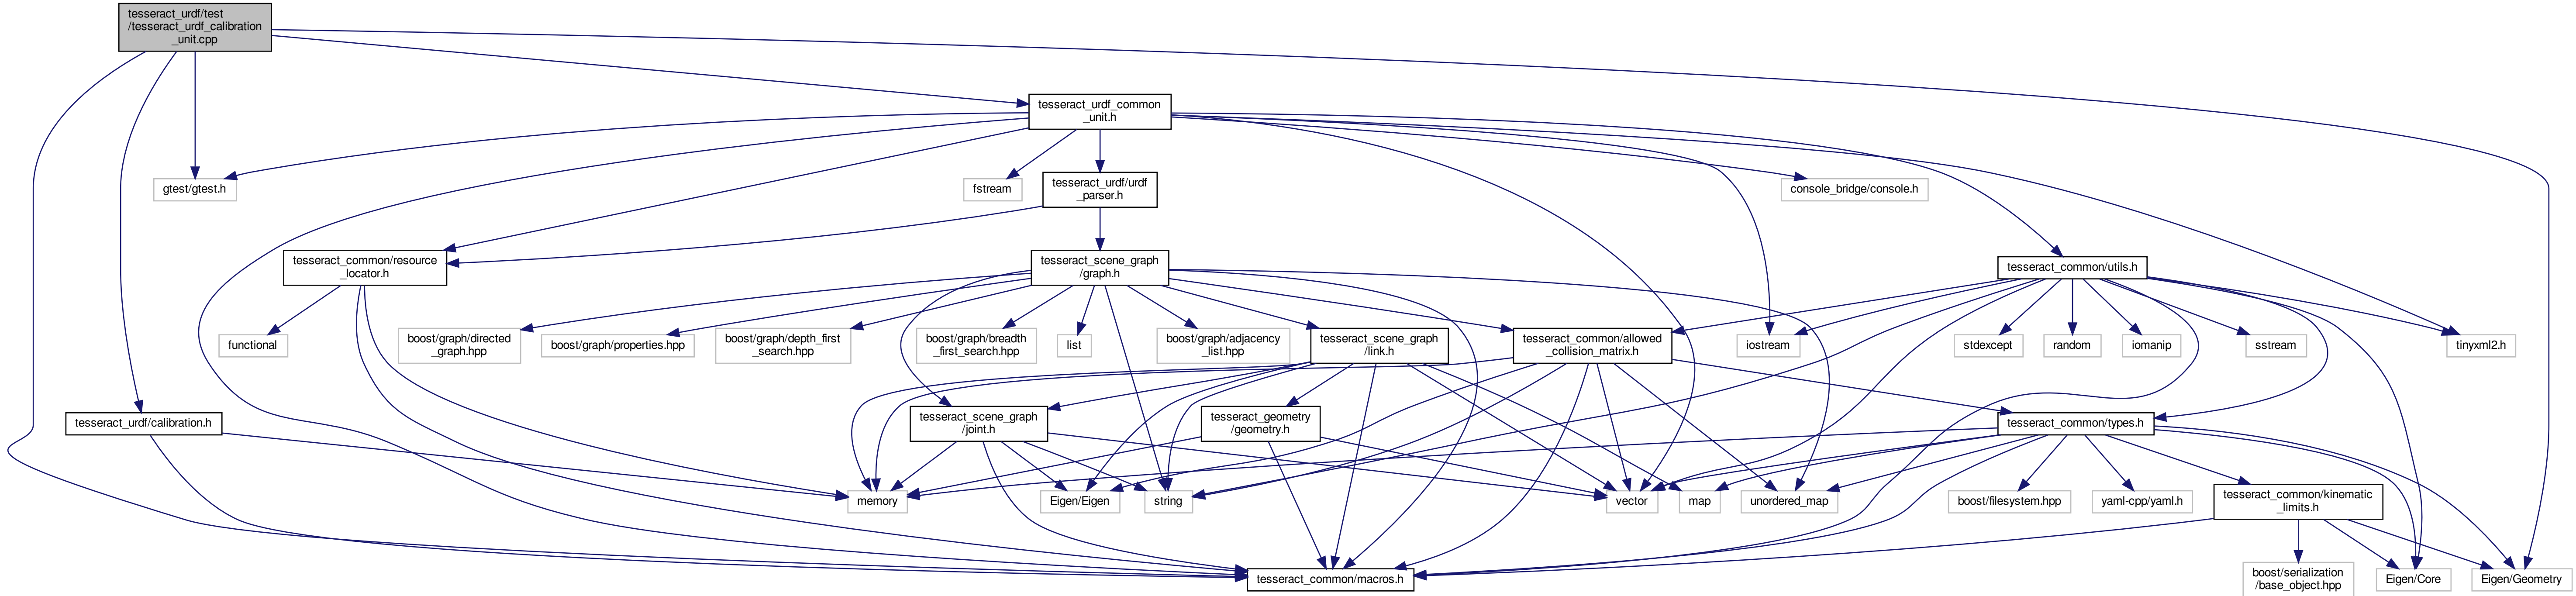 tesseract_urdf/test
/tesseract_urdf_calibration
_unit.cpp
tesseract_urdf_common
_unit.h
gtest/gtest.h
fstream
tesseract_urdf/urdf
_parser.h
console_bridge/console.h
tesseract_common/resource
_locator.h
tesseract_scene_graph
/graph.h
tesseract_common/utils.h
functional
boost/graph/directed
_graph.hpp
boost/graph/properties.hpp
boost/graph/depth_first
_search.hpp
boost/graph/breadth
_first_search.hpp
list
boost/graph/adjacency
_list.hpp
tesseract_scene_graph
/link.h
tesseract_common/allowed
_collision_matrix.h
iostream
stdexcept
random
iomanip
sstream
tinyxml2.h
tesseract_urdf/calibration.h
tesseract_scene_graph
/joint.h
tesseract_geometry
/geometry.h
tesseract_common/types.h
memory
Eigen/Eigen
string
vector
map
unordered_map
boost/filesystem.hpp
yaml-cpp/yaml.h
tesseract_common/kinematic
_limits.h
tesseract_common/macros.h
boost/serialization
/base_object.hpp
Eigen/Core
Eigen/Geometry